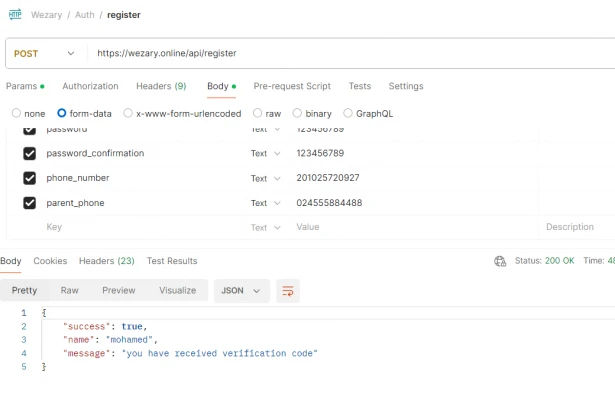 HTTP Wezary / Auth / register
POST https://wezary.online/api/register
Params Authorization Headers (9) Body Pre-request Script Tests Settings
none form-data x-www-form-urlencoded raw binary GraphQL
password Text 123456789
password_confirmation Text 123456789
phone_number Text 201025720927
parent_phone Text 024555884488
Key Text Value Description
Body Cookies Headers (23) Test Results Status: 200 OK Time: 48
Pretty Raw Preview Visualize JSON
1 {
2 "success": true,
3 "name": "mohamed",
4 "message": "you have received verification code"
5 }